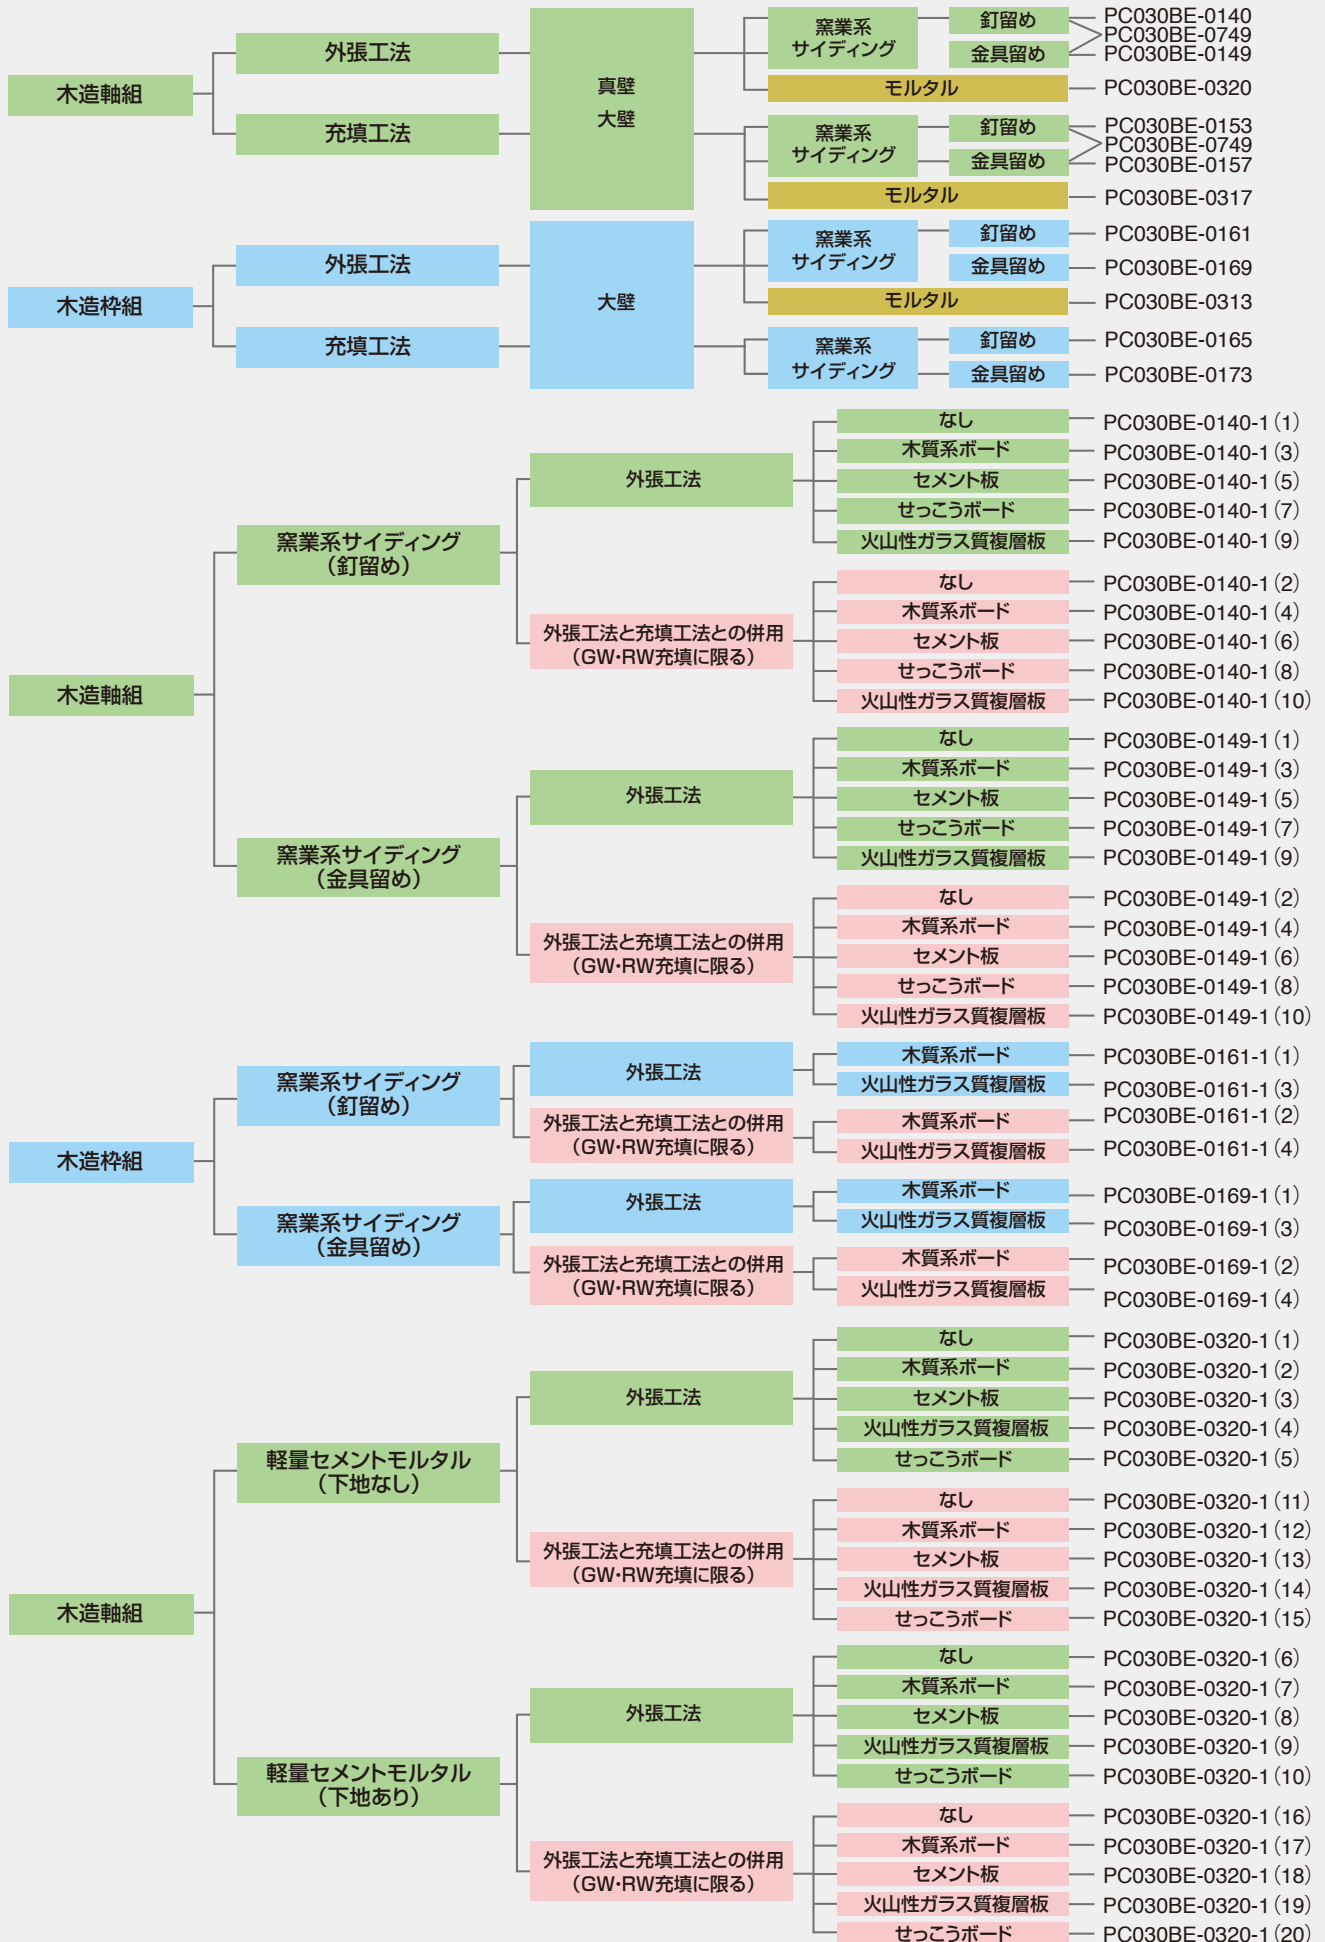 木造軸組
外張工法
充填工法
真壁
大壁
窯業系
サイディング
釘留め
金具留め
PC030BE-0140
PC030BE-0749
PC030BE-0149
モルタル
PC030BE-0320
窯業系
サイディング
釘留め
金具留め
PC030BE-0153
PC030BE-0749
PC030BE-0157
モルタル
PC030BE-0317
木造枠組
外張工法
充填工法
大壁
窯業系
サイディング
釘留め
PC030BE-0161
金具留め
PC030BE-0169
モルタル
PC030BE-0313
窯業系
サイディング
釘留め
PC030BE-0165
金具留め
PC030BE-0173
木造軸組
窯業系サイディング
（釘留め）
外張工法
なし PC030BE-0140-1（1）
木質系ボード PC030BE-0140-1（3）
セメント板 PC030BE-0140-1（5）
せっこうボード PC030BE-0140-1（7）
火山性ガラス質複層板 PC030BE-0140-1（9）
外張工法と充填工法との併用
（GW・RW充填に限る）
なし PC030BE-0140-1（2）
木質系ボード PC030BE-0140-1（4）
セメント板 PC030BE-0140-1（6）
せっこうボード PC030BE-0140-1（8）
火山性ガラス質複層板 PC030BE-0140-1（10）
窯業系サイディング
（金具留め）
外張工法
なし PC030BE-0149-1（1）
木質系ボード PC030BE-0149-1（3）
セメント板 PC030BE-0149-1（5）
せっこうボード PC030BE-0149-1（7）
火山性ガラス質複層板 PC030BE-0149-1（9）
外張工法と充填工法との併用
（GW・RW充填に限る）
なし PC030BE-0149-1（2）
木質系ボード PC030BE-0149-1（4）
セメント板 PC030BE-0149-1（6）
せっこうボード PC030BE-0149-1（8）
火山性ガラス質複層板 PC030BE-0149-1（10）
木造枠組
窯業系サイディング
（釘留め）
外張工法
木質系ボード PC030BE-0161-1（1）
火山性ガラス質複層板 PC030BE-0161-1（3）
外張工法と充填工法との併用
（GW・RW充填に限る）
木質系ボード PC030BE-0161-1（2）
火山性ガラス質複層板 PC030BE-0161-1（4）
窯業系サイディング
（金具留め）
外張工法
木質系ボード PC030BE-0169-1（1）
火山性ガラス質複層板 PC030BE-0169-1（3）
外張工法と充填工法との併用
（GW・RW充填に限る）
木質系ボード PC030BE-0169-1（2）
火山性ガラス質複層板 PC030BE-0169-1（4）
木造軸組
軽量セメントモルタル
（下地なし）
外張工法
なし PC030BE-0320-1（1）
木質系ボード PC030BE-0320-1（2）
セメント板 PC030BE-0320-1（3）
火山性ガラス質複層板 PC030BE-0320-1（4）
せっこうボード PC030BE-0320-1（5）
外張工法と充填工法との併用
（GW・RW充填に限る）
なし PC030BE-0320-1（11）
木質系ボード PC030BE-0320-1（12）
セメント板 PC030BE-0320-1（13）
火山性ガラス質複層板 PC030BE-0320-1（14）
せっこうボード PC030BE-0320-1（15）
軽量セメントモルタル
（下地あり）
外張工法
なし PC030BE-0320-1（6）
木質系ボード PC030BE-0320-1（7）
セメント板 PC030BE-0320-1（8）
火山性ガラス質複層板 PC030BE-0320-1（9）
せっこうボード PC030BE-0320-1（10）
外張工法と充填工法との併用
（GW・RW充填に限る）
なし PC030BE-0320-1（16）
木質系ボード PC030BE-0320-1（17）
セメント板 PC030BE-0320-1（18）
火山性ガラス質複層板 PC030BE-0320-1（19）
せっこうボード PC030BE-0320-1（20）